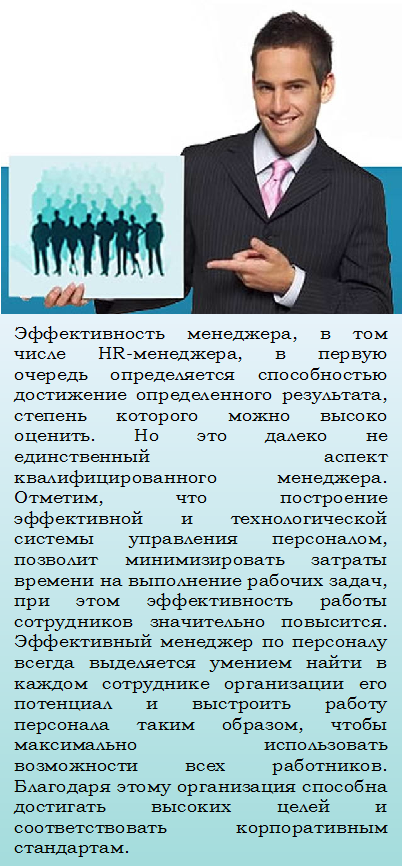 Эффективность менеджера, в том
числе HR-менеджера, в первую
очередь определяется способностью
достижение определенного результата,
степень которого можно высоко
оценить. Но это далеко не
единственный аспект
квалифицированного менеджера.
Отметим, что построение
эффективной и технологической
системы управления персоналом,
позволит минимизировать затраты
времени на выполнение рабочих задач,
при этом эффективность работы
сотрудников значительно повысится.
Эффективный менеджер по персоналу
всегда выделяется умением найти в
каждом сотруднике организации его
потенциал и выстроить работу
персонала таким образом, чтобы
максимально использовать
возможности всех работников.
Благодаря этому организация способна
достигать высоких целей и
соответствовать корпоративным
стандартам.